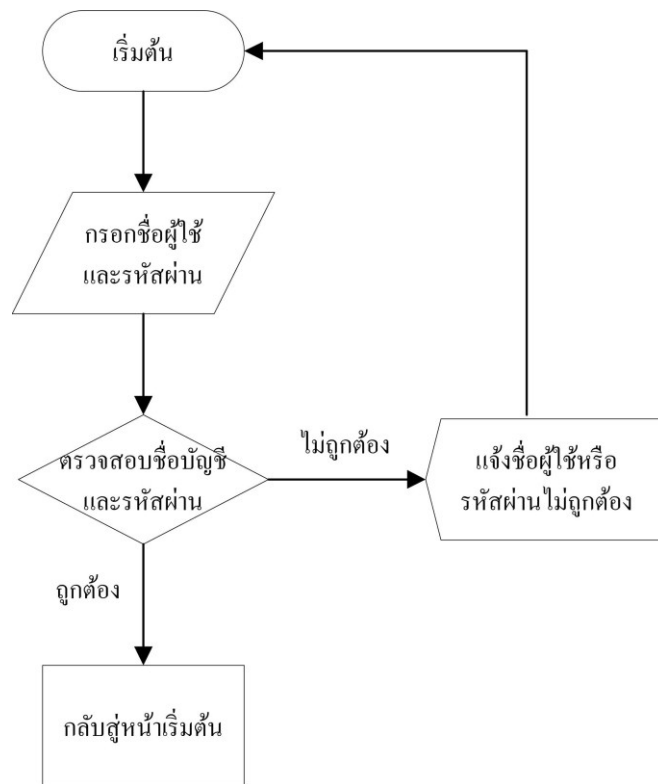 เริ่มต้น
กรอกชื่อผู้ใช้
และรหัสผ่าน
ตรวจสอบชื่อบัญชี
และรหัสผ่าน
ไม่ถูกต้อง
แจ้งชื่อผู้ใช้หรือ
รหัสผ่านไม่ถูกต้อง
ถูกต้อง
กลับสู่หน้าเริ่มต้น